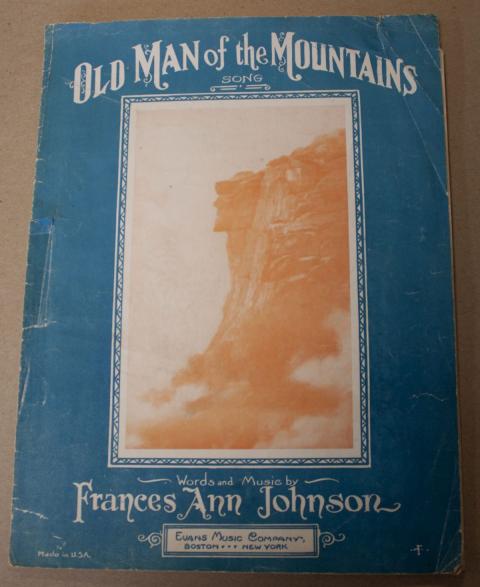 OLD MAN of the MOUNTAINS
SONG
Words and Music by
Frances Ann Johnson
EVANS MUSIC COMPANY,
BOSTON ••• NEW YORK
Made in U.S.A.